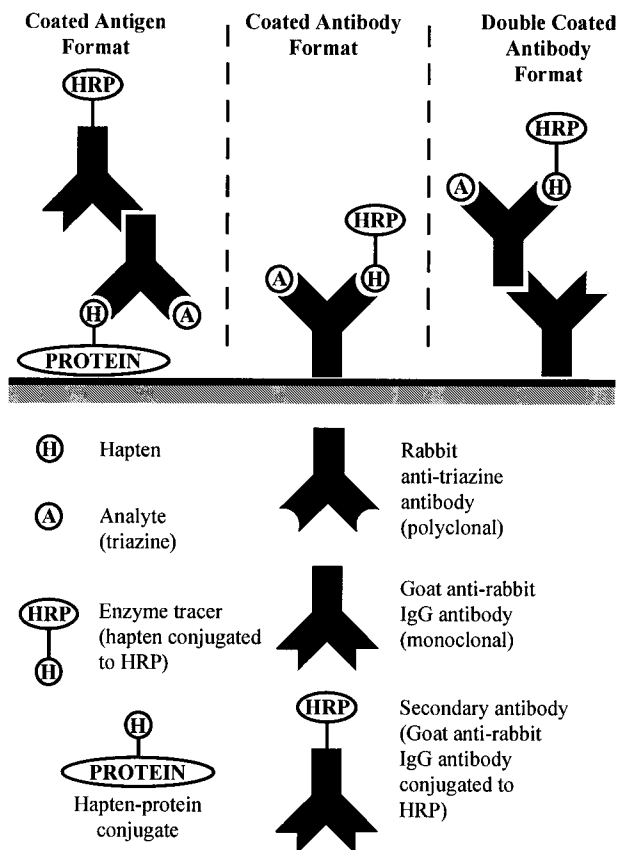 Coated Antigen
Format
Coated Antibody
Format
Double Coated
Antibody
Format
HRP
H
A
PROTEIN
HRP
A
H
HRP
A
H
H
Hapten
A
Analyte
(triazine)
HRP
H
Enzyme tracer
(hapten conjugated
to HRP)
H
PROTEIN
Hapten-protein
conjugate
Rabbit
anti-triazine
antibody
(polyclonal)
Goat anti-rabbit
IgG antibody
(monoclonal)
HRP
Secondary antibody
(Goat anti-rabbit
IgG antibody
conjugated to
HRP)